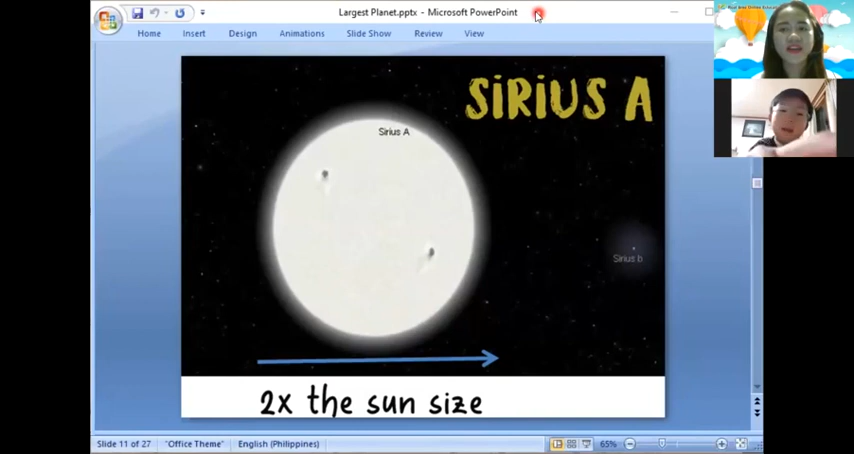 Largest Planet.pptx - Microsoft PowerPoint
Home Insert Design Animations Slide Show Review View
SiRiUS A
Sirius A
Sirius b
2x the sun size
Slide 11 of 27 "Office Theme" English (Philippines) 65%